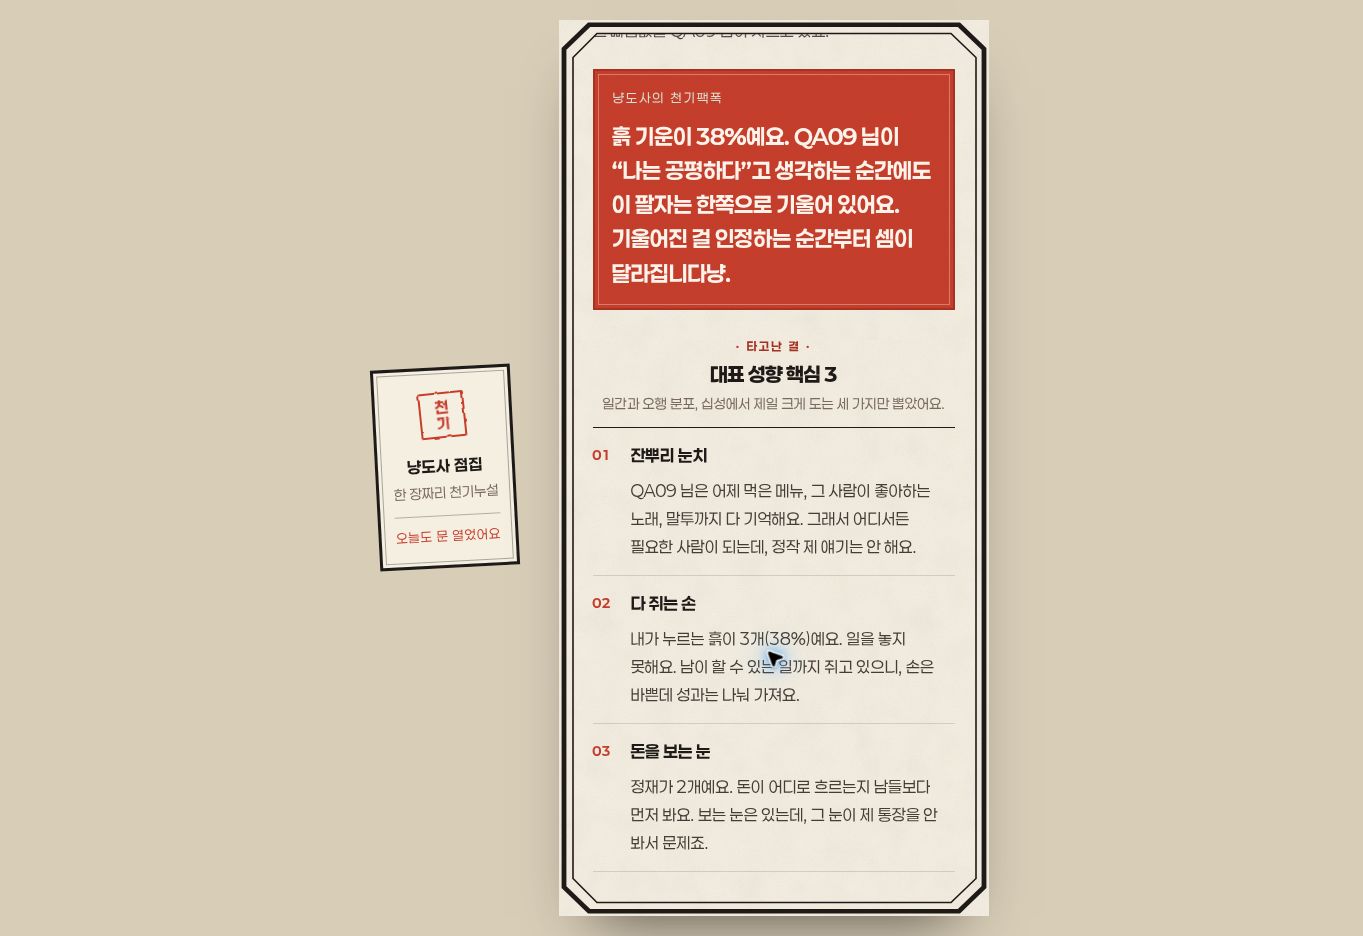 냥도사의 천기팩폭
흙 기운이 38%예요. QA09 님이
“나는 공평하다”고 생각하는 순간에도
이 팔자는 한쪽으로 기울어 있어요.
기울어진 걸 인정하는 순간부터 셈이
달라집니다냥.
· 타고난 결 ·
대표 성향 핵심 3
일간과 오행 분포, 십성에서 제일 크게 도는 세 가지만 뽑았어요.
01 잔뿌리 눈치
QA09 님은 어제 먹은 메뉴, 그 사람이 좋아하는
노래, 말투까지 다 기억해요. 그래서 어디서든
필요한 사람이 되는데, 정작 제 얘기는 안 해요.
02 다 쥐는 손
내가 누르는 흙이 3개(38%)예요. 일을 놓지
못해요. 남이 할 수 있는 일까지 쥐고 있으니, 손은
바쁜데 성과는 나눠 가져요.
03 돈을 보는 눈
정재가 2개예요. 돈이 어디로 흐르는지 남들보다
먼저 봐요. 보는 눈은 있는데, 그 눈이 제 통장을 안
봐서 문제죠.
천
기
냥도사 점집
한 장짜리 천기누설
오늘도 문 열었어요